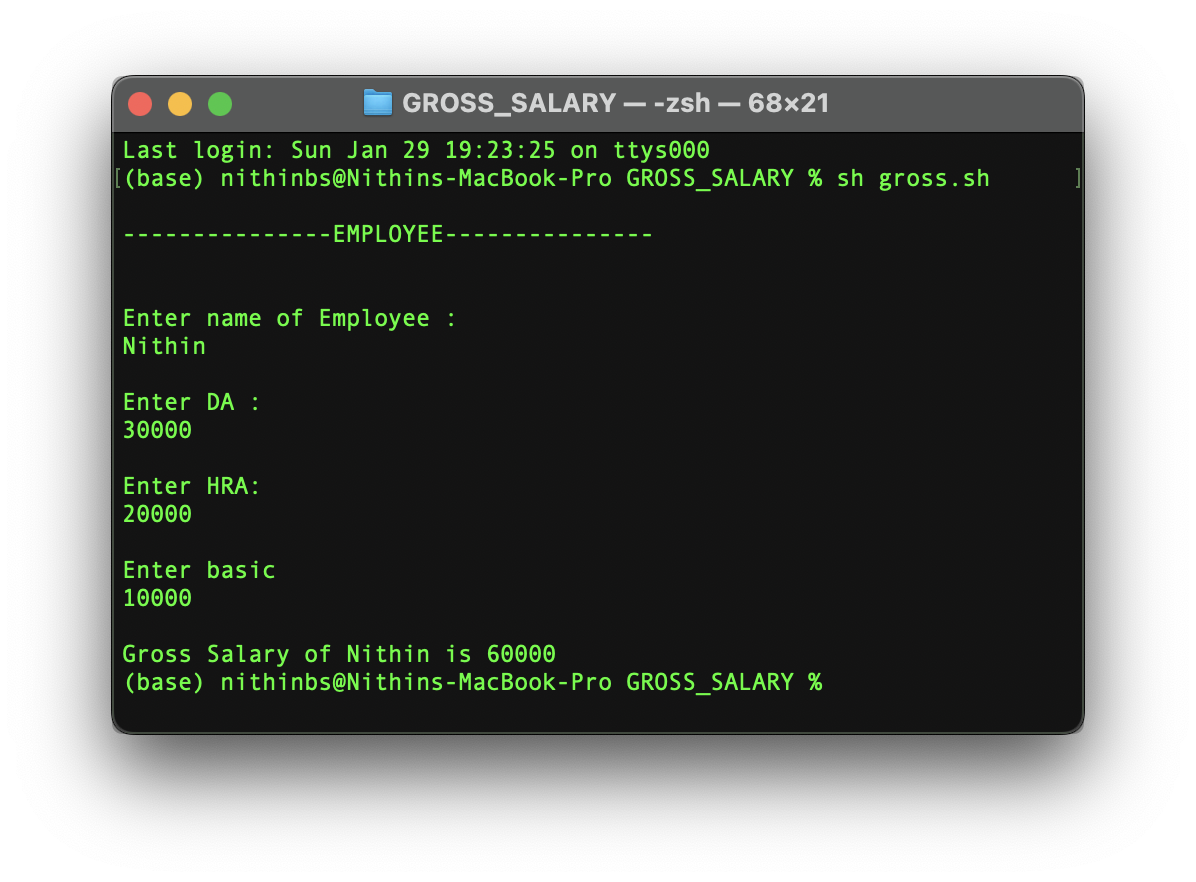 GROSS_SALARY — -zsh — 68×21
Last login: Sun Jan 29 19:23:25 on ttys000
[(base) nithinbs@Nithins-MacBook-Pro GROSS_SALARY % sh gross.sh ]
---------------EMPLOYEE---------------
Enter name of Employee :
Nithin
Enter DA :
30000
Enter HRA:
20000
Enter basic
10000
Gross Salary of Nithin is 60000
(base) nithinbs@Nithins-MacBook-Pro GROSS_SALARY %